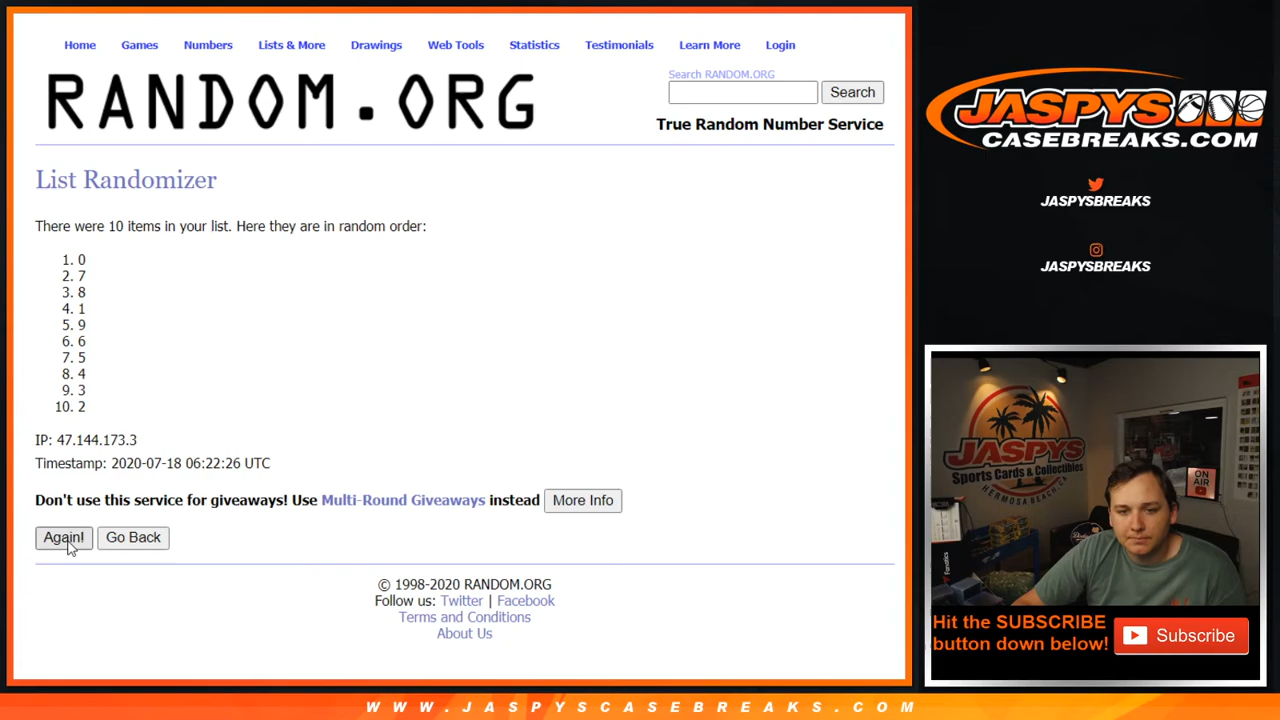 Home Games Numbers Lists & More Drawings Web Tools Statistics Testimonials Learn More Login
RANDOM.ORG
Search RANDOM.ORG
Search
True Random Number Service
List Randomizer
There were 10 items in your list. Here they are in random order:
1. 0
2. 7
3. 8
4. 1
5. 9
6. 6
7. 5
8. 4
9. 3
10. 2
IP: 47.144.173.3
Timestamp: 2020-07-18 06:22:26 UTC
Don't use this service for giveaways! Use Multi-Round Giveaways instead More Info
Again! Go Back
© 1998-2020 RANDOM.ORG
Follow us: Twitter | Facebook
Terms and Conditions
About Us
JASPYS
CASEBREAKS.COM
JASPYSBREAKS
JASPYSBREAKS
JASPYS
Sports Cards & Collectibles
HERMOSA BEACH, CA
ON AIR
Fanatics
Hit the SUBSCRIBE
button down below!
Subscribe
WWW.JASPYSCASEBREAKS.COM